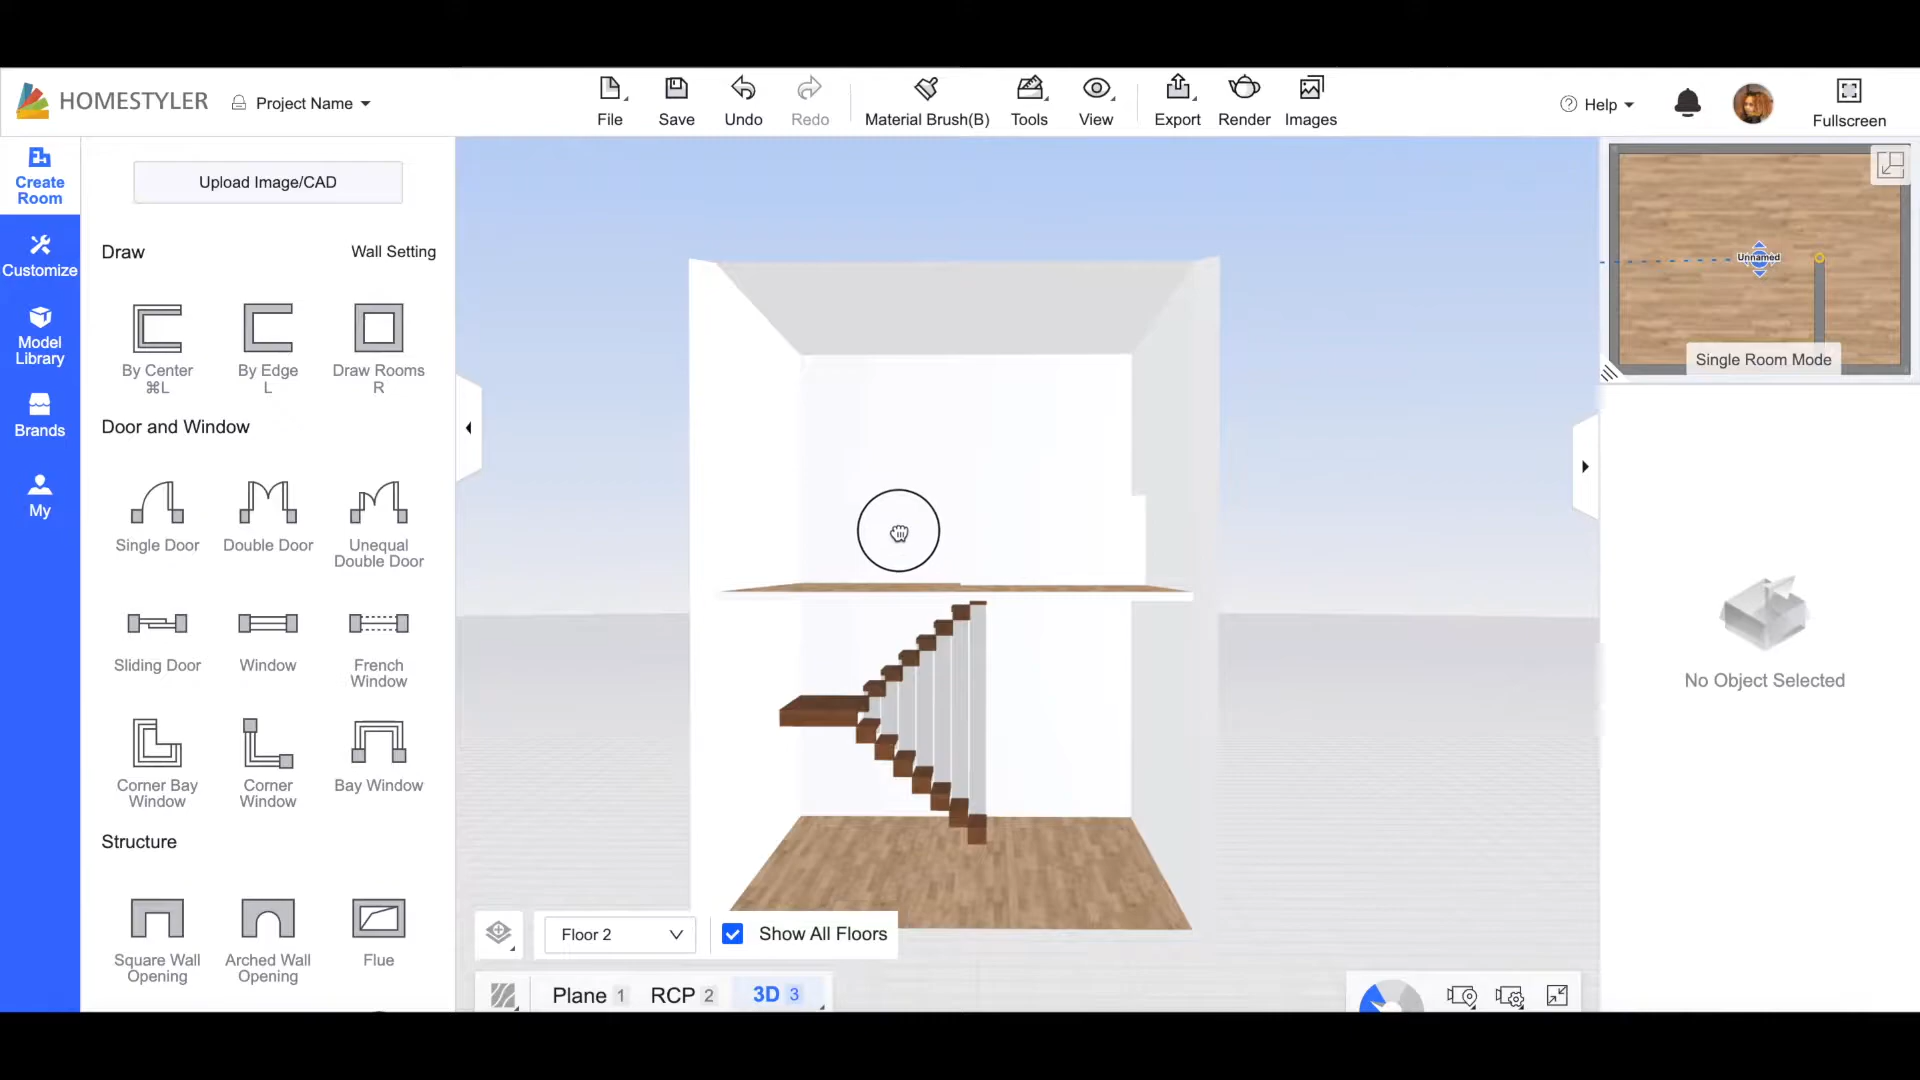 HOMESTYLER
Project Name
File
Save
Undo
Redo
Material Brush(B)
Tools
View
Export
Render
Images
Help
Fullscreen
Create
Room
Customize
Model
Library
Brands
My
Upload Image/CAD
Draw
Wall Setting
By Center
⌘L
By Edge
L
Draw Rooms
R
Door and Window
Single Door
Double Door
Unequal
Double Door
Sliding Door
Window
French
Window
Corner Bay
Window
Corner
Window
Bay Window
Structure
Square Wall
Opening
Arched Wall
Opening
Flue
Floor 2
Show All Floors
Plane 1
RCP 2
3D 3
Unnamed
Single Room Mode
No Object Selected